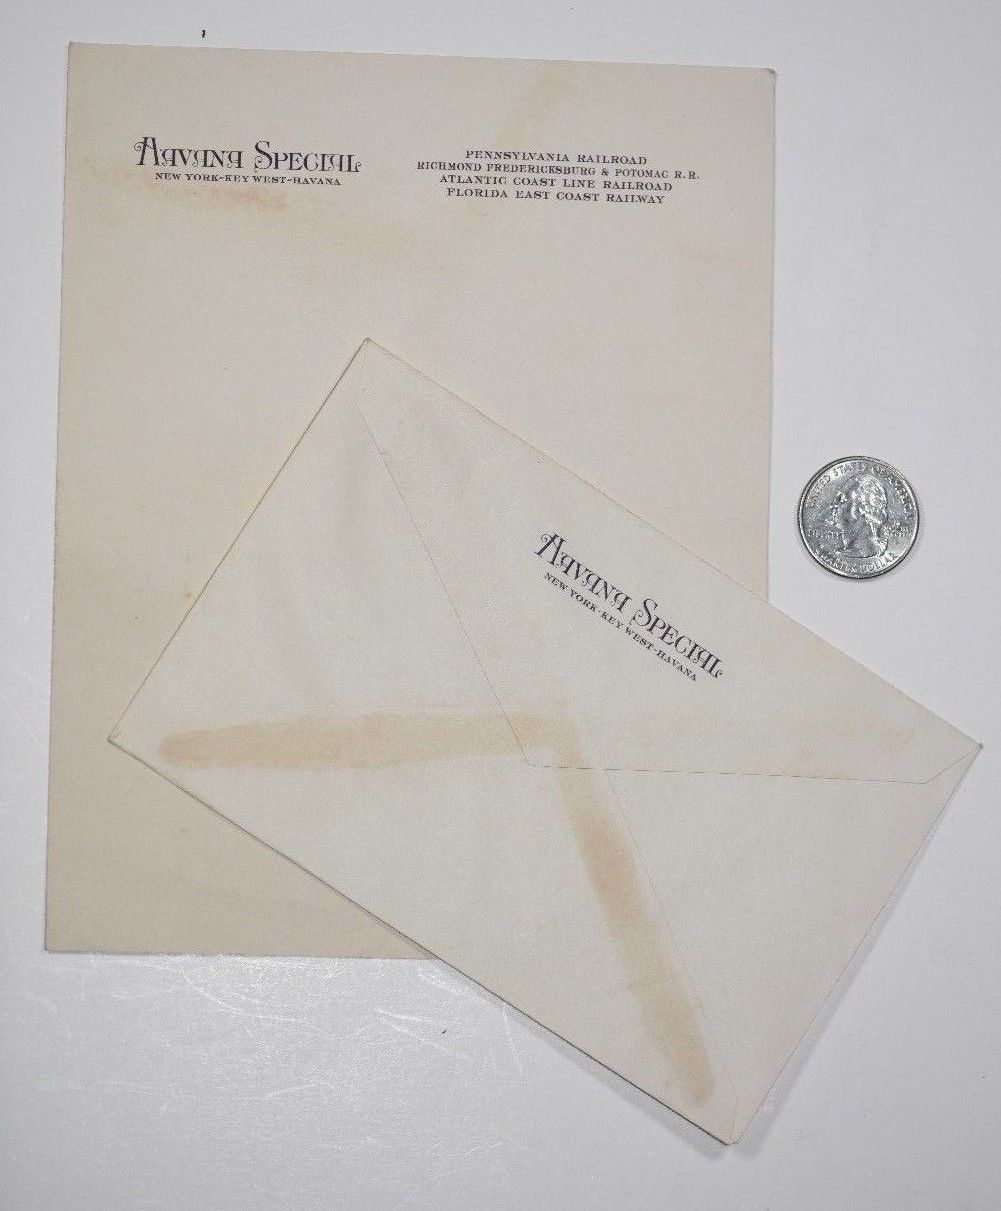 Havana Special
NEW YORK-KEY WEST-HAVANA
PENNSYLVANIA RAILROAD
RICHMOND FREDERICKSBURG & POTOMAC R.R.
ATLANTIC COAST LINE RAILROAD
FLORIDA EAST COAST RAILWAY
Havana Special
NEW YORK-KEY WEST-HAVANA
UNITED STATES OF AMERICA
LIBERTY
QUARTER DOLLAR